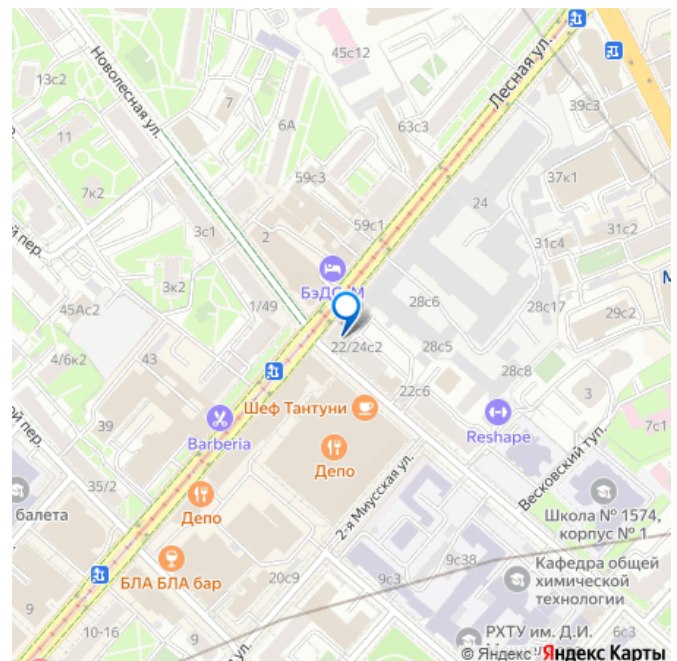 45с12
Лесная ул.
Новолесная ул.
13с2
7
6А
39с3
11
63с3
59с3
37к1
7к2
24
59с1
3с1
2
31с2
31с4
3к2
БэД
28с6
28с17
29с2
45Ас2
1/49
22/24с2
28с5
4/6к2
43
28с8
22с6
3
Шеф Тантуни
7с1
39
Barberia
Reshape
Депо
Весковский туп.
35/2
2-я Миусская ул.
пер.
пер.
балета
Депо
Школа № 1574,
корпус № 1
БЛА БЛА бар
9с38
Кафедра общей
химической
технологии
20с9
9с3
9
10-16
9
ул.
РХТУ им. Д.И.
6с3
© Яндекс
Яндекс Карты